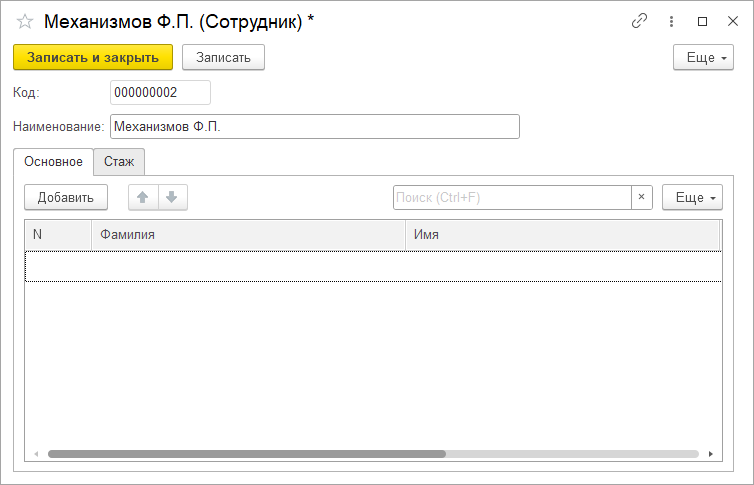 Механизмов Ф.П. (Сотрудник) *
Записать и закрыть Записать Еще
Код: 000000002
Наименование: Механизмов Ф.П.
Основное Стаж
Добавить Поиск (Ctrl+F) × Еще
N Фамилия Имя